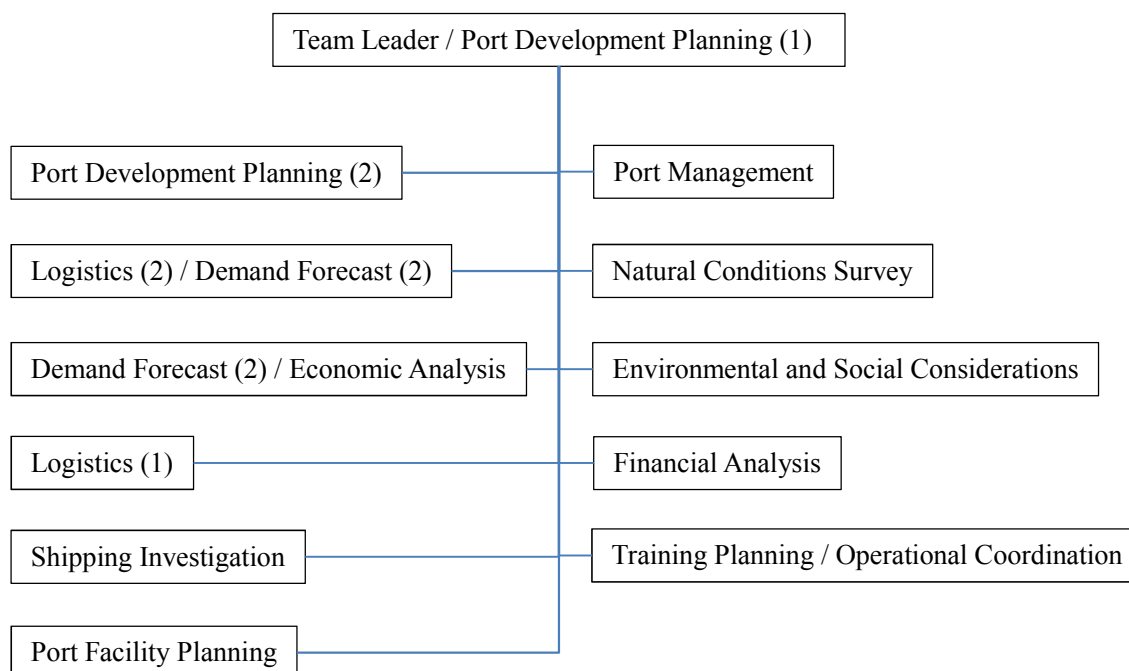 Team Leader / Port Development Planning (1)
Port Development Planning (2)
Port Management
Logistics (2) / Demand Forecast (2)
Natural Conditions Survey
Demand Forecast (2) / Economic Analysis
Environmental and Social Considerations
Logistics (1)
Financial Analysis
Shipping Investigation
Training Planning / Operational Coordination
Port Facility Planning